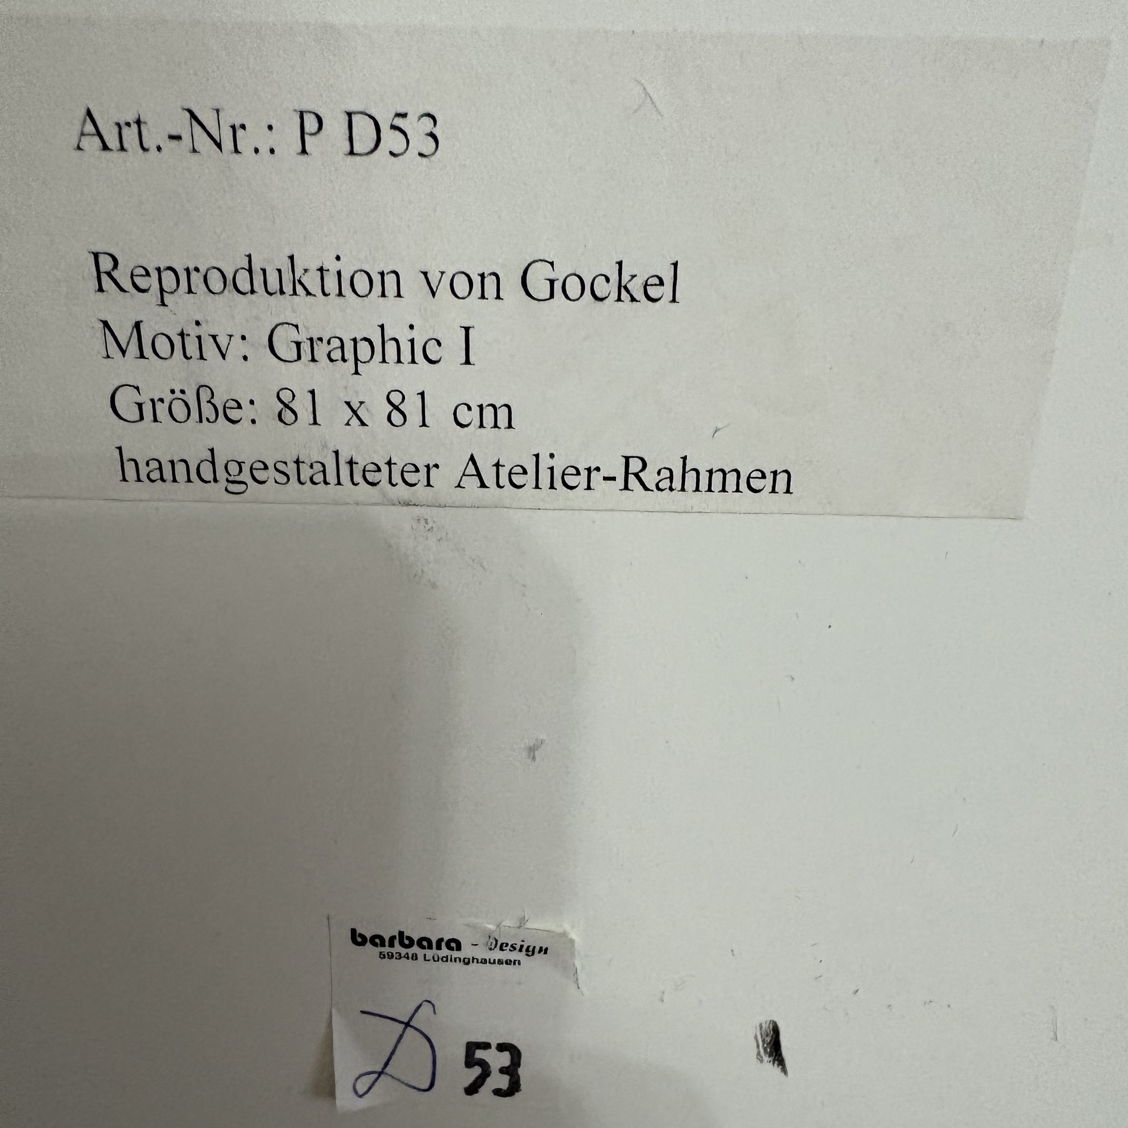 Art.-Nr.: P D53
Reproduktion von Gockel
Motiv: Graphic I
Größe: 81 x 81 cm
handgestalteter Atelier-Rahmen
barbara - Design
59348 Lüdinghausen
D 53